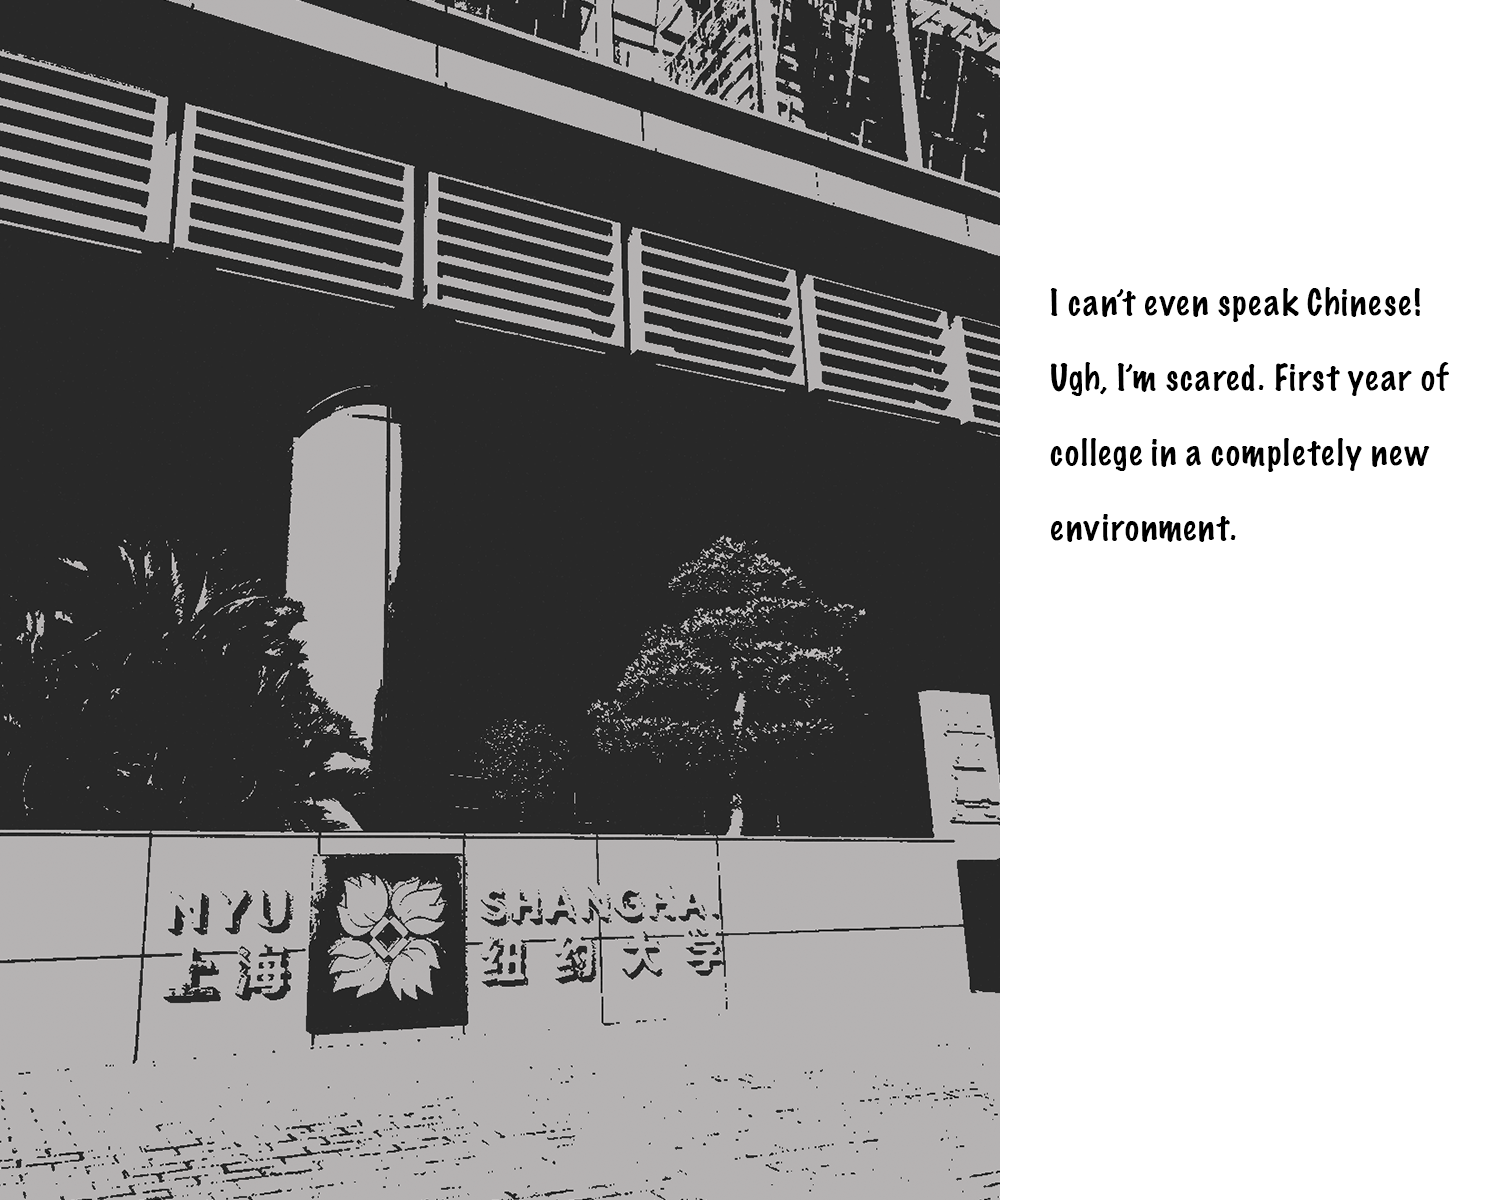 I can't even speak Chinese!
Ugh, I'm scared. First year of
college in a completely new
environment.
NYU SHANGHAI
上海 纽约大学